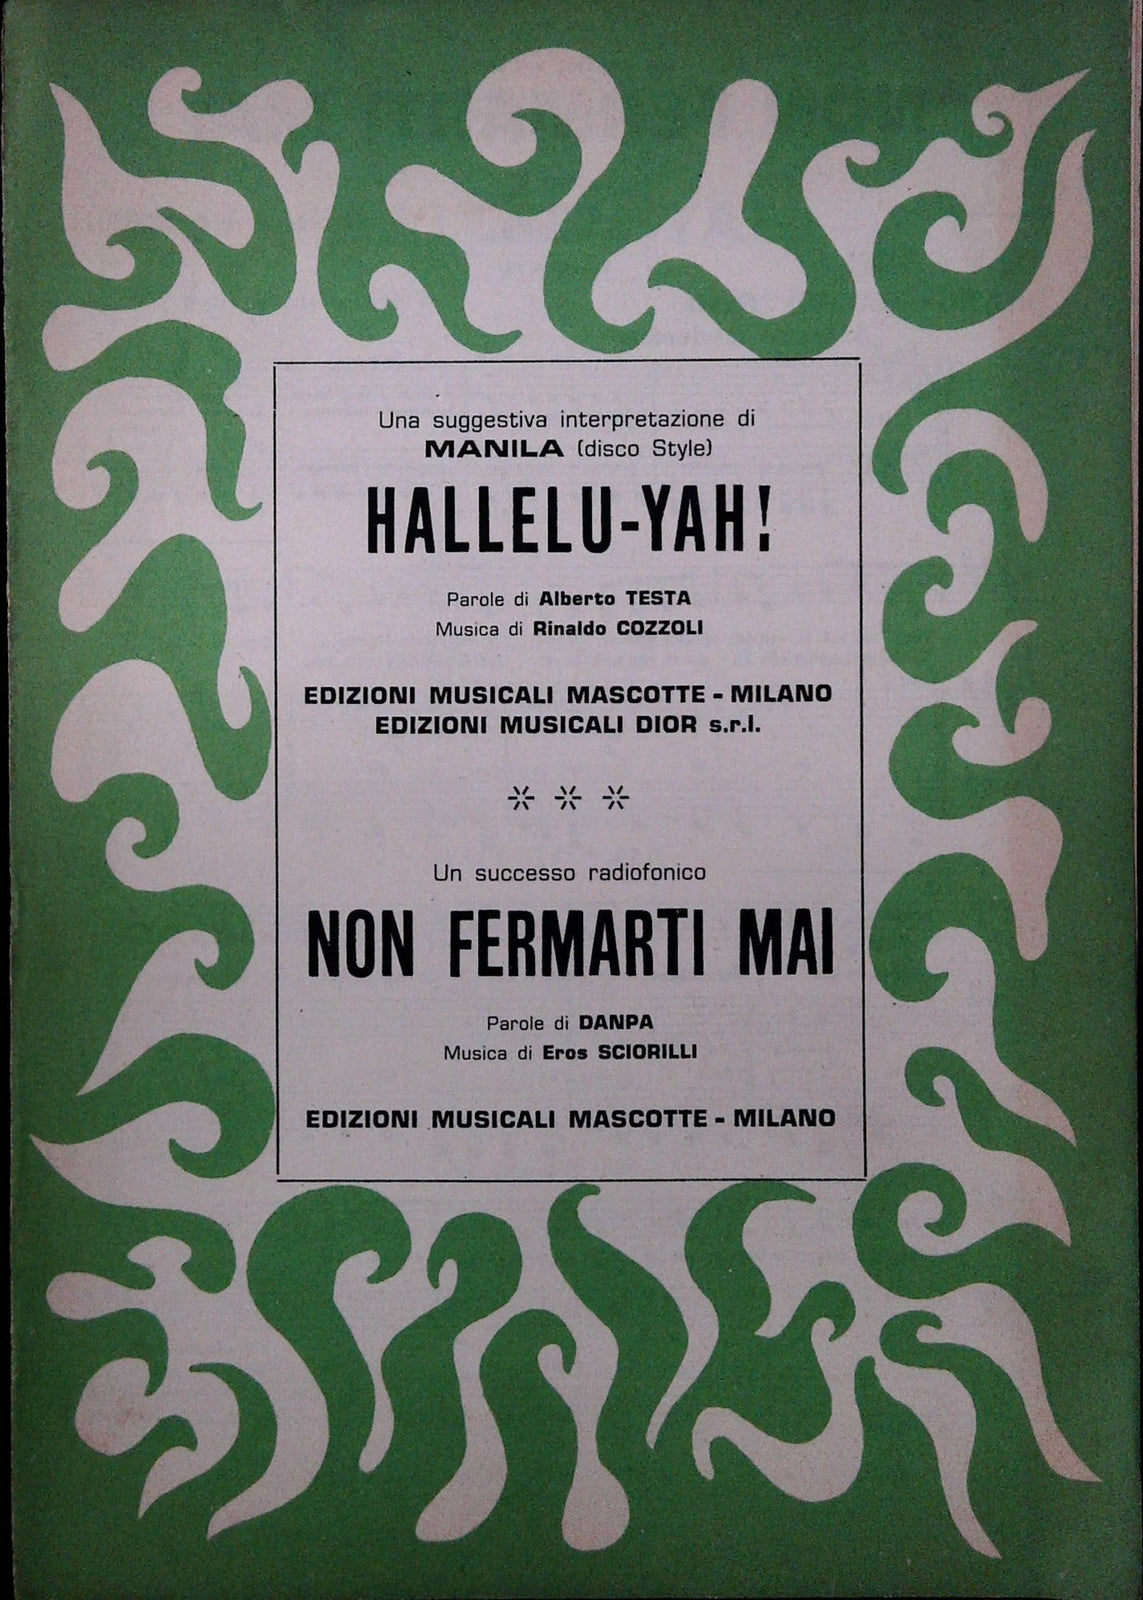 Una suggestiva interpretazione di
MANILA (disco Style)
HALLELU-YAH!
Parole di Alberto TESTA
Musica di Rinaldo COZZOLI
EDIZIONI MUSICALI MASCOTTE - MILANO
EDIZIONI MUSICALI DIOR s.r.l.
Un successo radiofonico
NON FERMARTI MAI
Parole di DANPA
Musica di Eros SCIORILLI
EDIZIONI MUSICALI MASCOTTE - MILANO